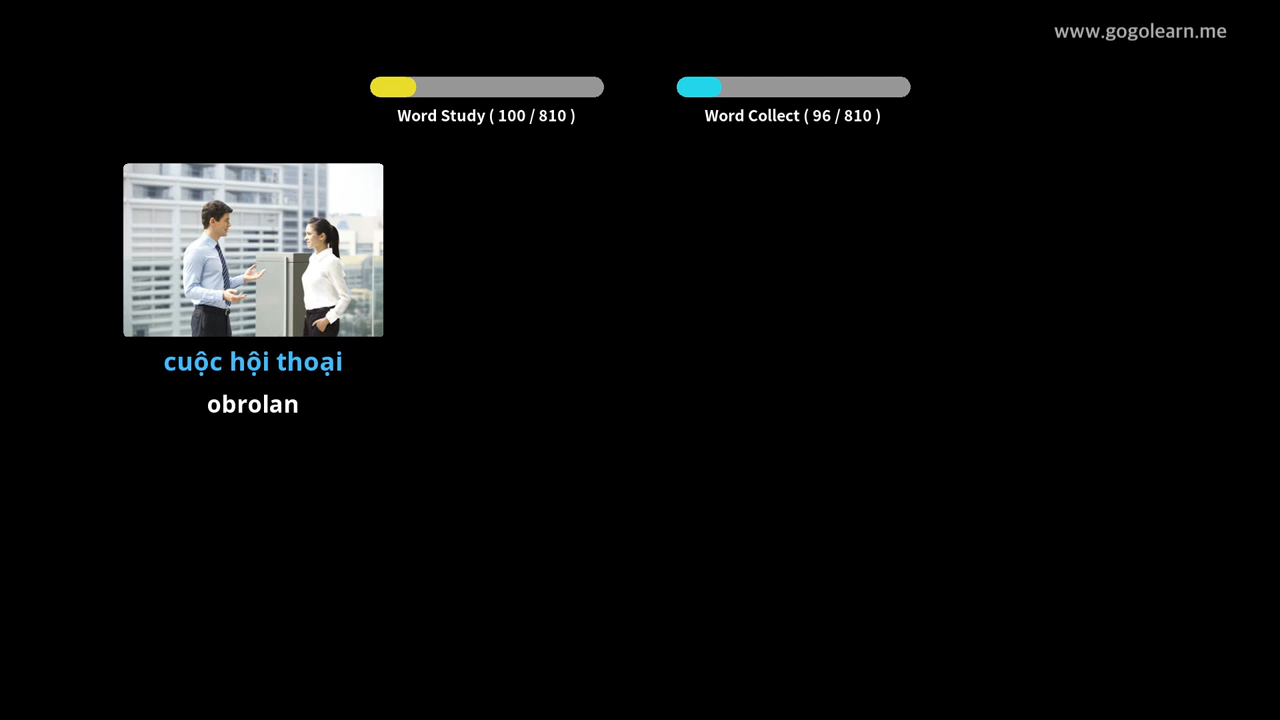 www.gogolearn.me
Word Study ( 100 / 810 )
Word Collect ( 96 / 810 )
cuộc hội thoại
obrolan